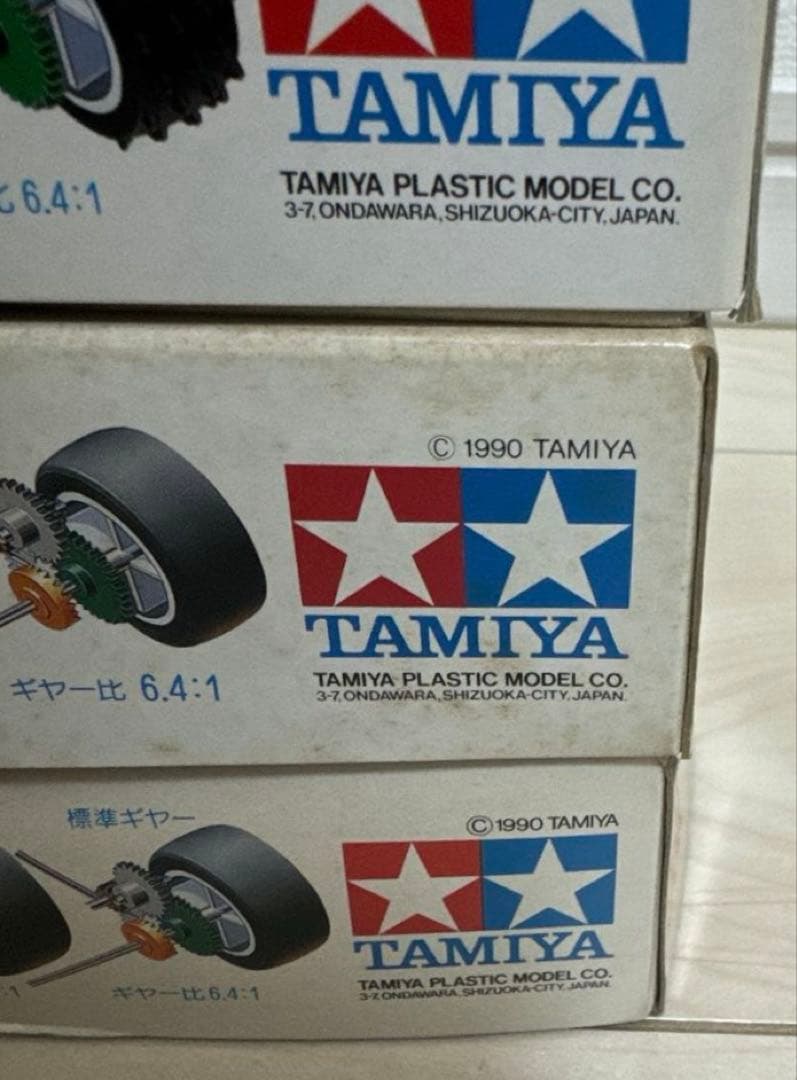 TAMIYA
TAMIYA PLASTIC MODEL CO.
3-7, ONDAWARA, SHIZUOKA-CITY, JAPAN.
比 6.4:1
© 1990 TAMIYA
TAMIYA
TAMIYA PLASTIC MODEL CO.
3-7, ONDAWARA, SHIZUOKA-CITY, JAPAN.
ギヤー比 6.4:1
標準ギヤー
© 1990 TAMIYA
TAMIYA
TAMIYA PLASTIC MODEL CO.
3-7, ONDAWARA, SHIZUOKA-CITY, JAPAN.
:1
ギヤー比 6.4:1